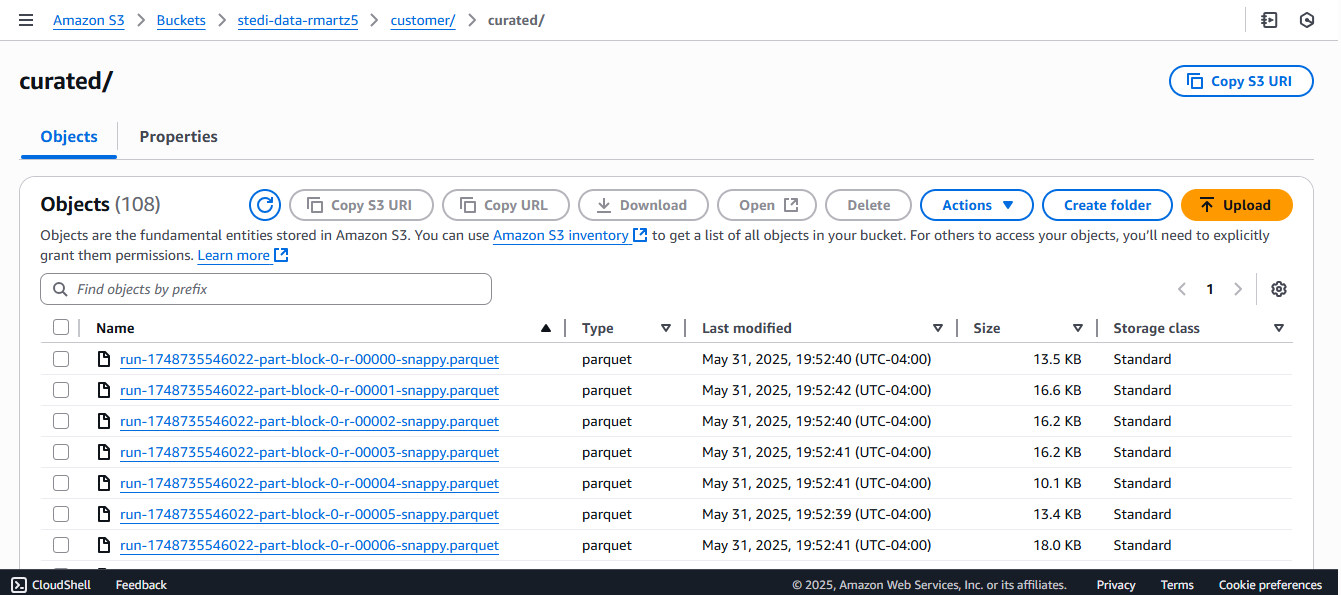 Amazon S3 > Buckets > stedi-data-rmartz5 > customer/ > curated/
curated/
Copy S3 URI
Objects
Properties
Objects (108)
Copy S3 URI
Copy URL
Download
Open
Delete
Actions
Create folder
Upload
Objects are the fundamental entities stored in Amazon S3. You can use Amazon S3 inventory to get a list of all objects in your bucket. For others to access your objects, you'll need to explicitly
grant them permissions. Learn more
Find objects by prefix
1
Name Type Last modified Size Storage class
run-1748735546022-part-block-0-r-00000-snappy.parquet parquet May 31, 2025, 19:52:40 (UTC-04:00) 13.5 KB Standard
run-1748735546022-part-block-0-r-00001-snappy.parquet parquet May 31, 2025, 19:52:42 (UTC-04:00) 16.6 KB Standard
run-1748735546022-part-block-0-r-00002-snappy.parquet parquet May 31, 2025, 19:52:40 (UTC-04:00) 16.2 KB Standard
run-1748735546022-part-block-0-r-00003-snappy.parquet parquet May 31, 2025, 19:52:41 (UTC-04:00) 16.2 KB Standard
run-1748735546022-part-block-0-r-00004-snappy.parquet parquet May 31, 2025, 19:52:41 (UTC-04:00) 10.1 KB Standard
run-1748735546022-part-block-0-r-00005-snappy.parquet parquet May 31, 2025, 19:52:39 (UTC-04:00) 13.4 KB Standard
run-1748735546022-part-block-0-r-00006-snappy.parquet parquet May 31, 2025, 19:52:41 (UTC-04:00) 18.0 KB Standard
CloudShell Feedback © 2025, Amazon Web Services, Inc. or its affiliates. Privacy Terms Cookie preferences